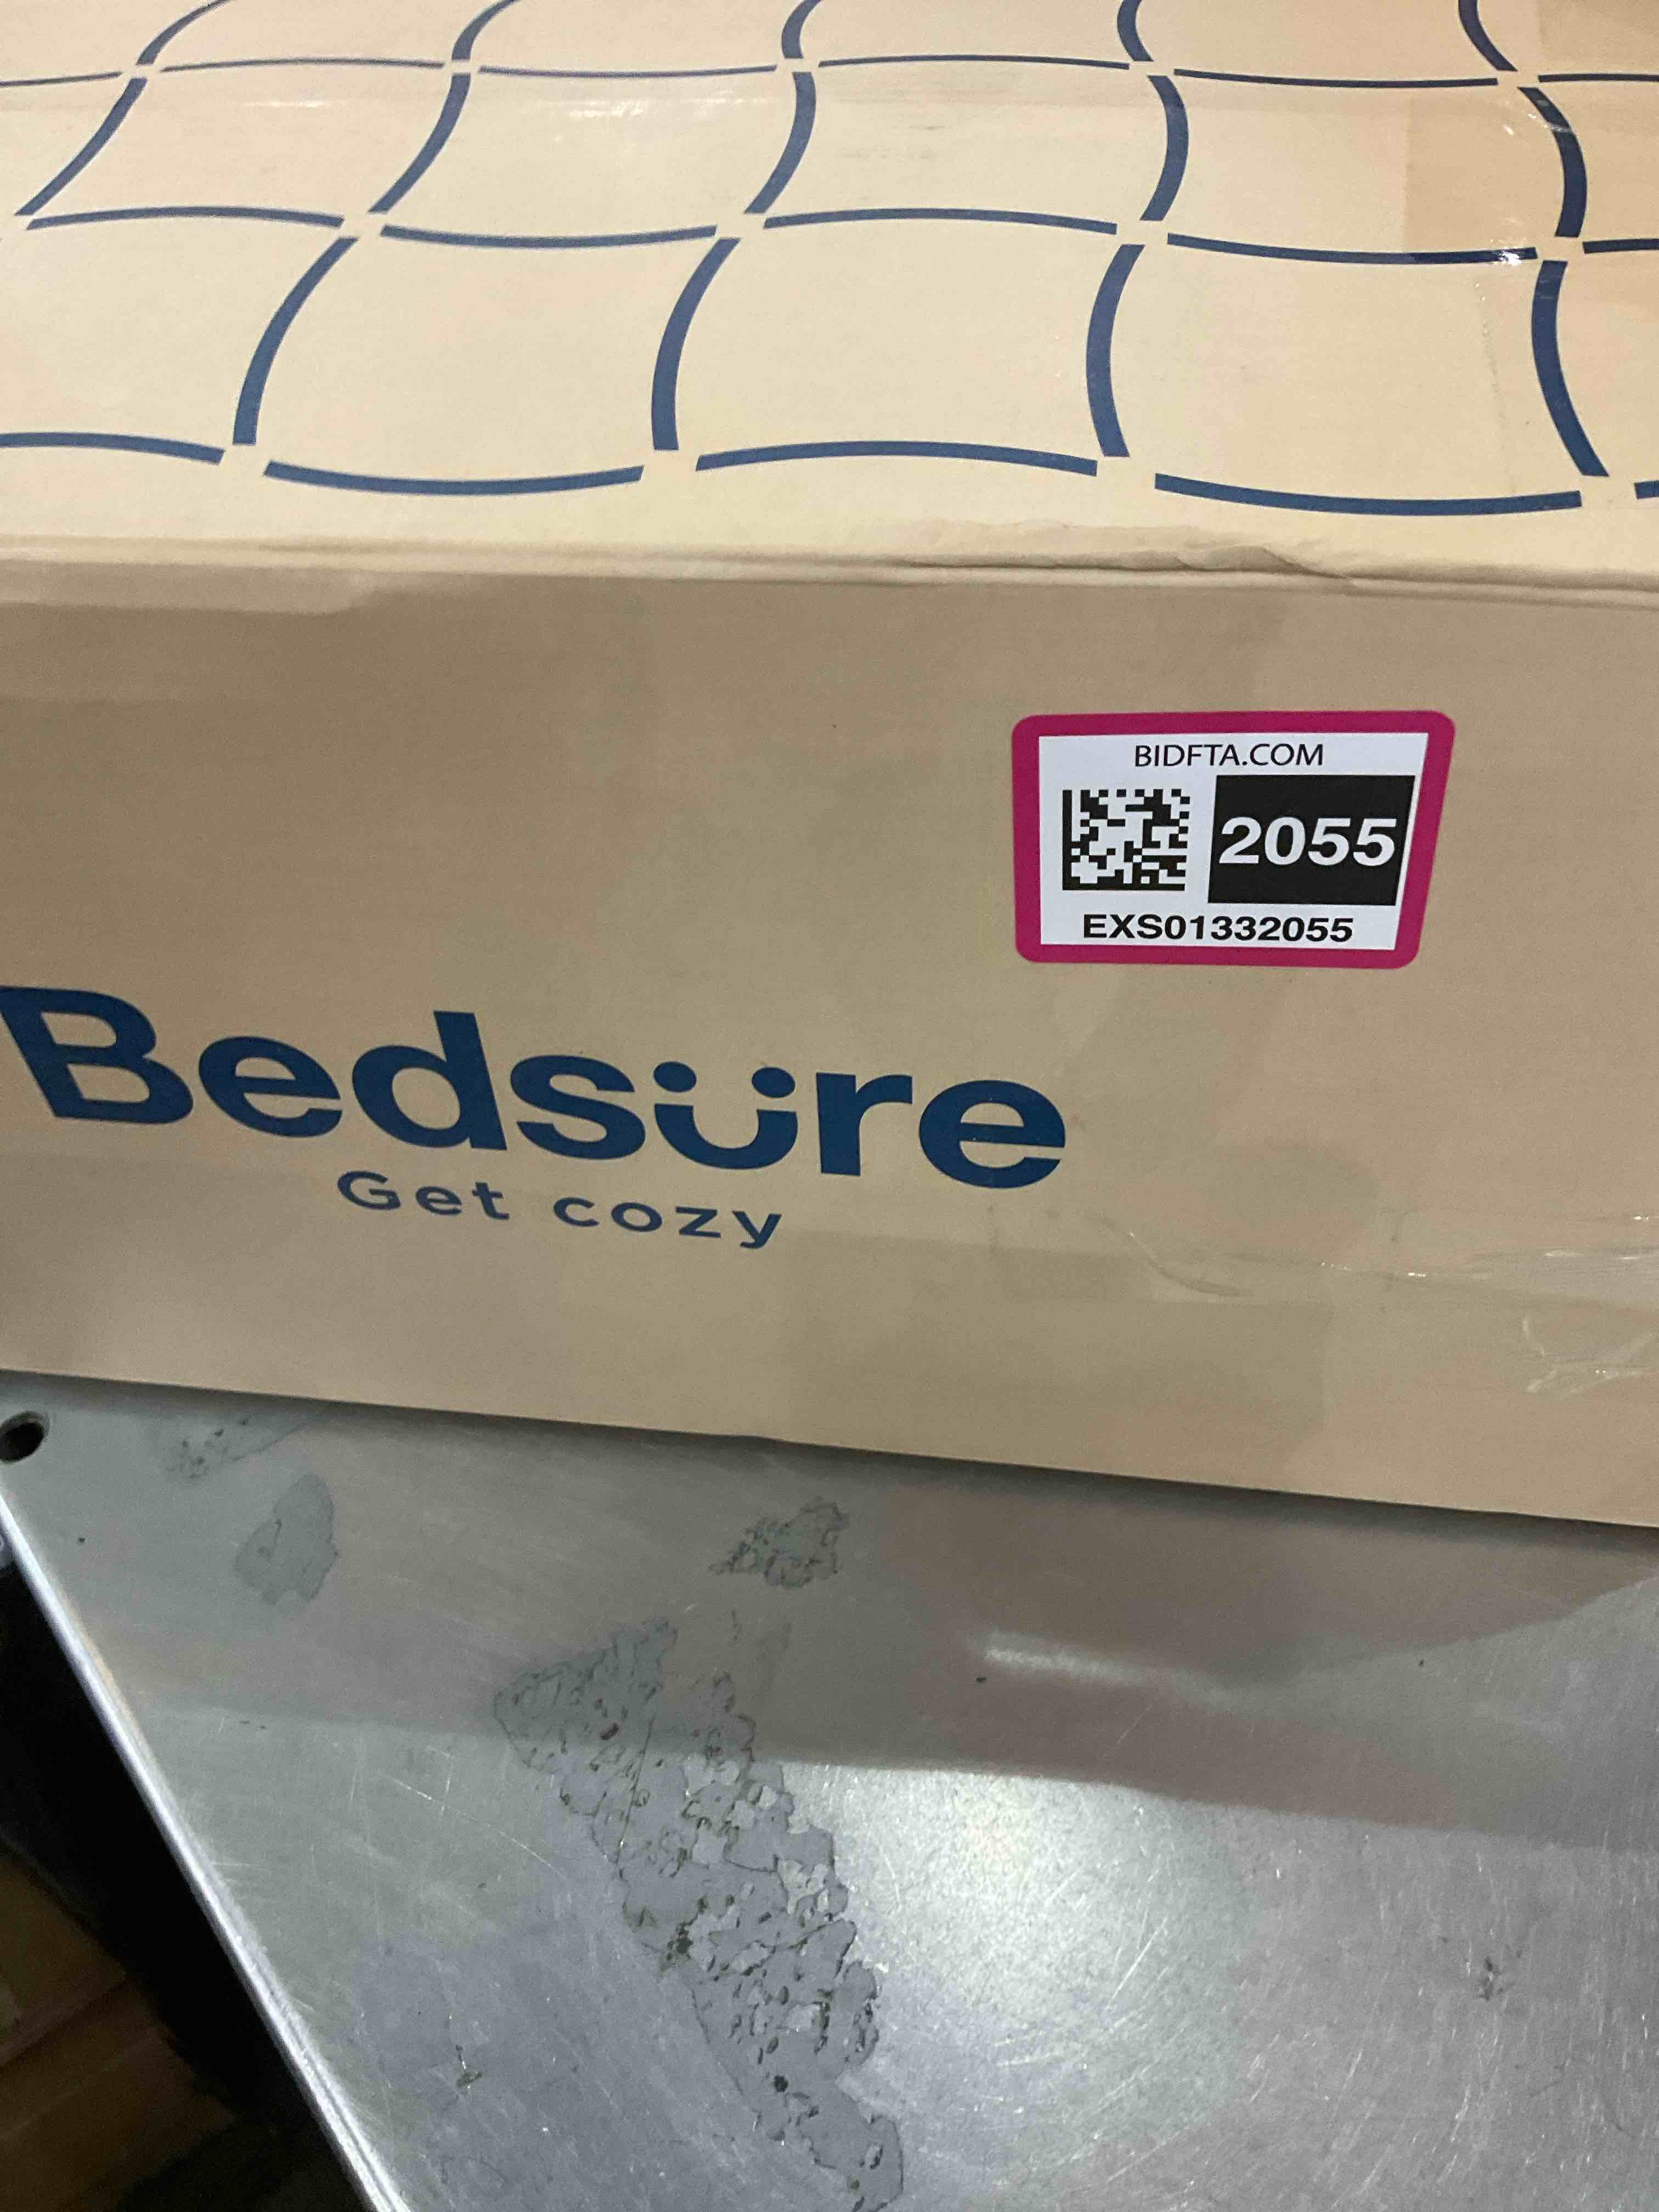 BIDFTA.COM
2055
EXS01332055
Bedsüre
Get cozy